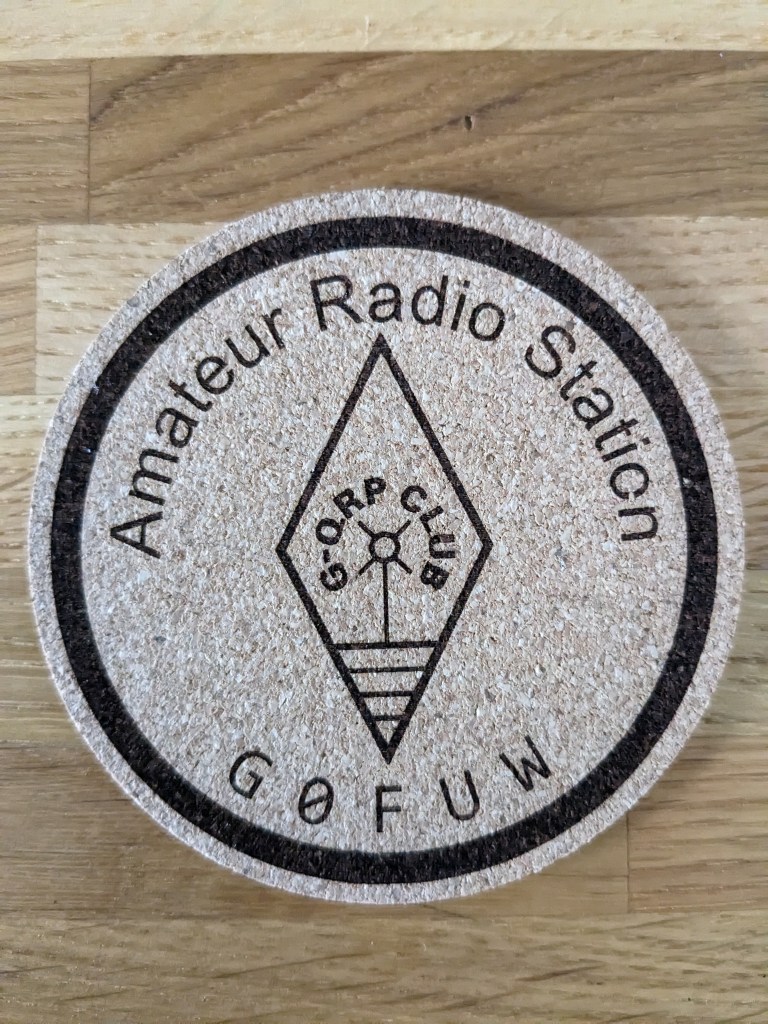 Amateur Radio Station
G-QRP CLUB
G0FUW